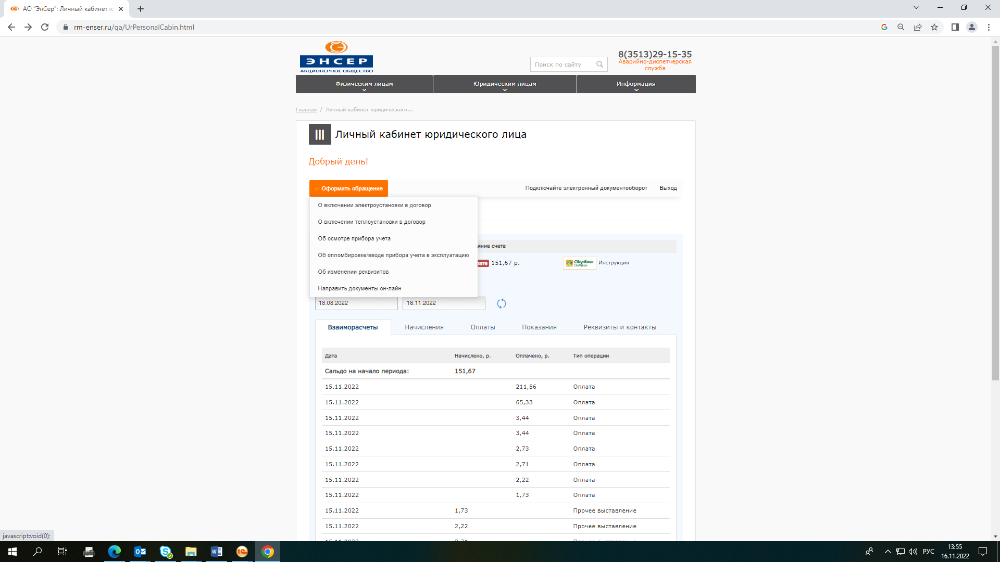 АО "ЭнСер": Личный кабинет ю
rm-enser.ru/qa/UrPersonalCabin.html
ЭНСЕР
АКЦИОНЕРНОЕ ОБЩЕСТВО
Поиск по сайту
8(3513)29-15-35
Аварийно-диспетчерская
служба
Физическим лицам
Юридическим лицам
Информация
Главная / Личный кабинет юридического...
Личный кабинет юридического лица
Добрый день!
Оформить обращение
Подключайте электронный документооборот
Выход
О включении электроустановки в договор
О включении теплоустановки в договор
Об осмотре прибора учета
Об опломбировке/вводе прибора учета в эксплуатацию
Об изменении реквизитов
Направить документы он-лайн
яние счета
лате 151,67 р.
Сбербанк
ОнЛайн
Инструкция
18.08.2022
16.11.2022
Взаиморасчеты
Начисления
Оплаты
Показания
Реквизиты и контакты
Дата Начислено, р. Оплачено, р. Тип операции
Сальдо на начало периода: 151,67
15.11.2022 211,56 Оплата
15.11.2022 65,33 Оплата
15.11.2022 3,44 Оплата
15.11.2022 3,44 Оплата
15.11.2022 2,73 Оплата
15.11.2022 2,71 Оплата
15.11.2022 2,22 Оплата
15.11.2022 1,73 Оплата
15.11.2022 1,73 Прочее выставление
15.11.2022 2,22 Прочее выставление
javascript:void(0);
РУС
13:55
16.11.2022